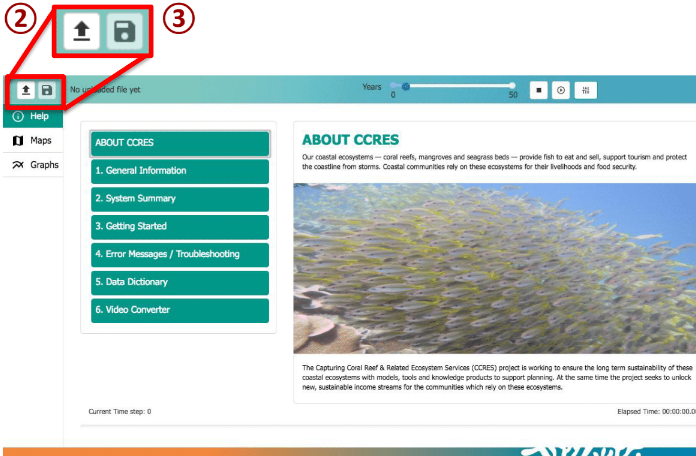 ② ③
No uploaded file yet
Years
0 50
Help
Maps
Graphs
ABOUT CCRES
1. General Information
2. System Summary
3. Getting Started
4. Error Messages / Troubleshooting
5. Data Dictionary
6. Video Converter
ABOUT CCRES
Our coastal ecosystems — coral reefs, mangroves and seagrass beds — provide fish to eat and sell, support tourism and protect
the coastline from storms. Coastal communities rely on these ecosystems for their livelihoods and food security.
The Capturing Coral Reef & Related Ecosystem Services (CCRES) project is working to ensure the long term sustainability of these
coastal ecosystems with models, tools and knowledge products to support planning. At the same time the project seeks to unlock
new, sustainable income streams for the communities which rely on these ecosystems.
Current Time step: 0
Elapsed Time: 00:00:00.0